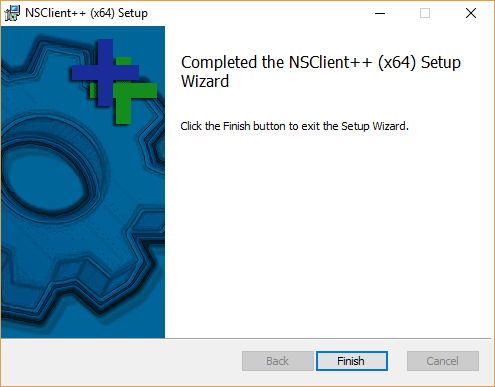 NSClient++ (x64) Setup
Completed the NSClient++ (x64) Setup
Wizard
Click the Finish button to exit the Setup Wizard.
Back
Finish
Cancel